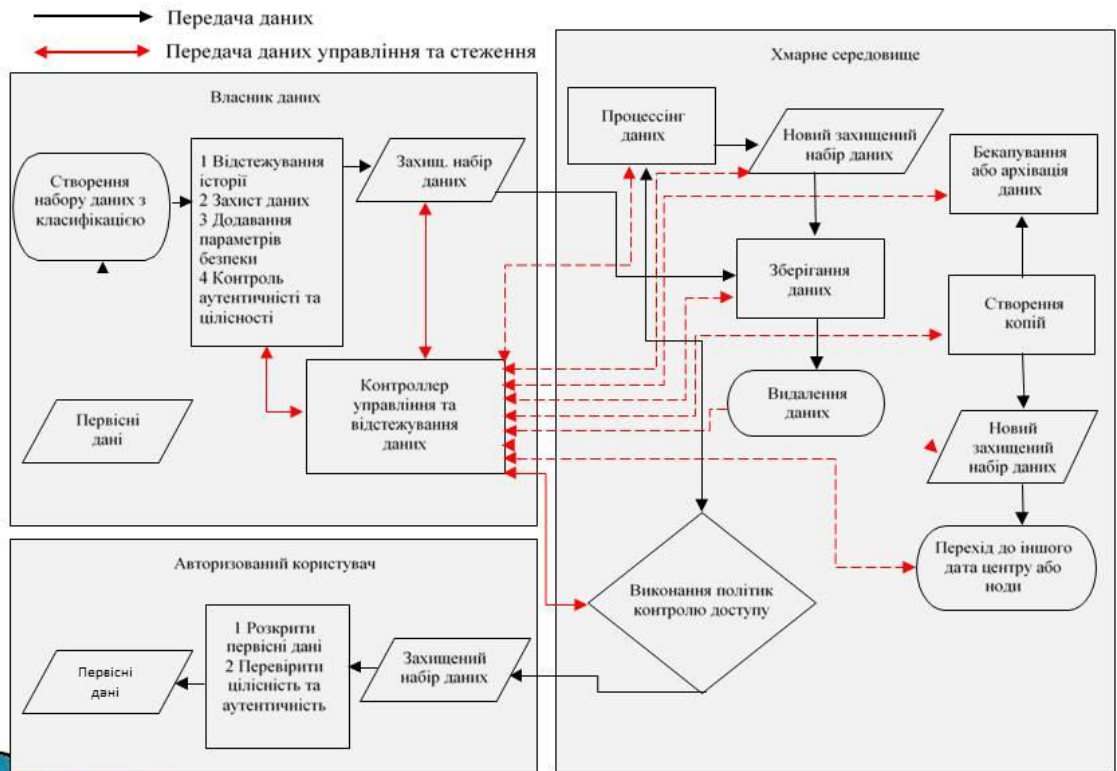 Передача даних
Передача даних управління та стеження
Власник даних
Створення
набору даних з
класифікацією
1 Відстежування
історії
2 Захист даних
3 Додавання
параметрів
безпеки
4 Контроль
аутентичністі та
цілісності
Захищ. набір
даних
Контроллер
управління та
відстежування
даних
Первісні
дані
Хмарне середовище
Процессінг
даних
Новий захищений
набір даних
Бекапування
або архівація
даних
Зберігання
даних
Створення
копій
Видалення
даних
Новий
захищений
набір даних
Перехід до іншого
дата центру або
ноди
Виконання політик
контролю доступу
Авторизований користувач
1 Розкрити
первісні дані
2 Перевірити
цілісність та
аутентичність
Захищений
набір даних
Первісні
дані